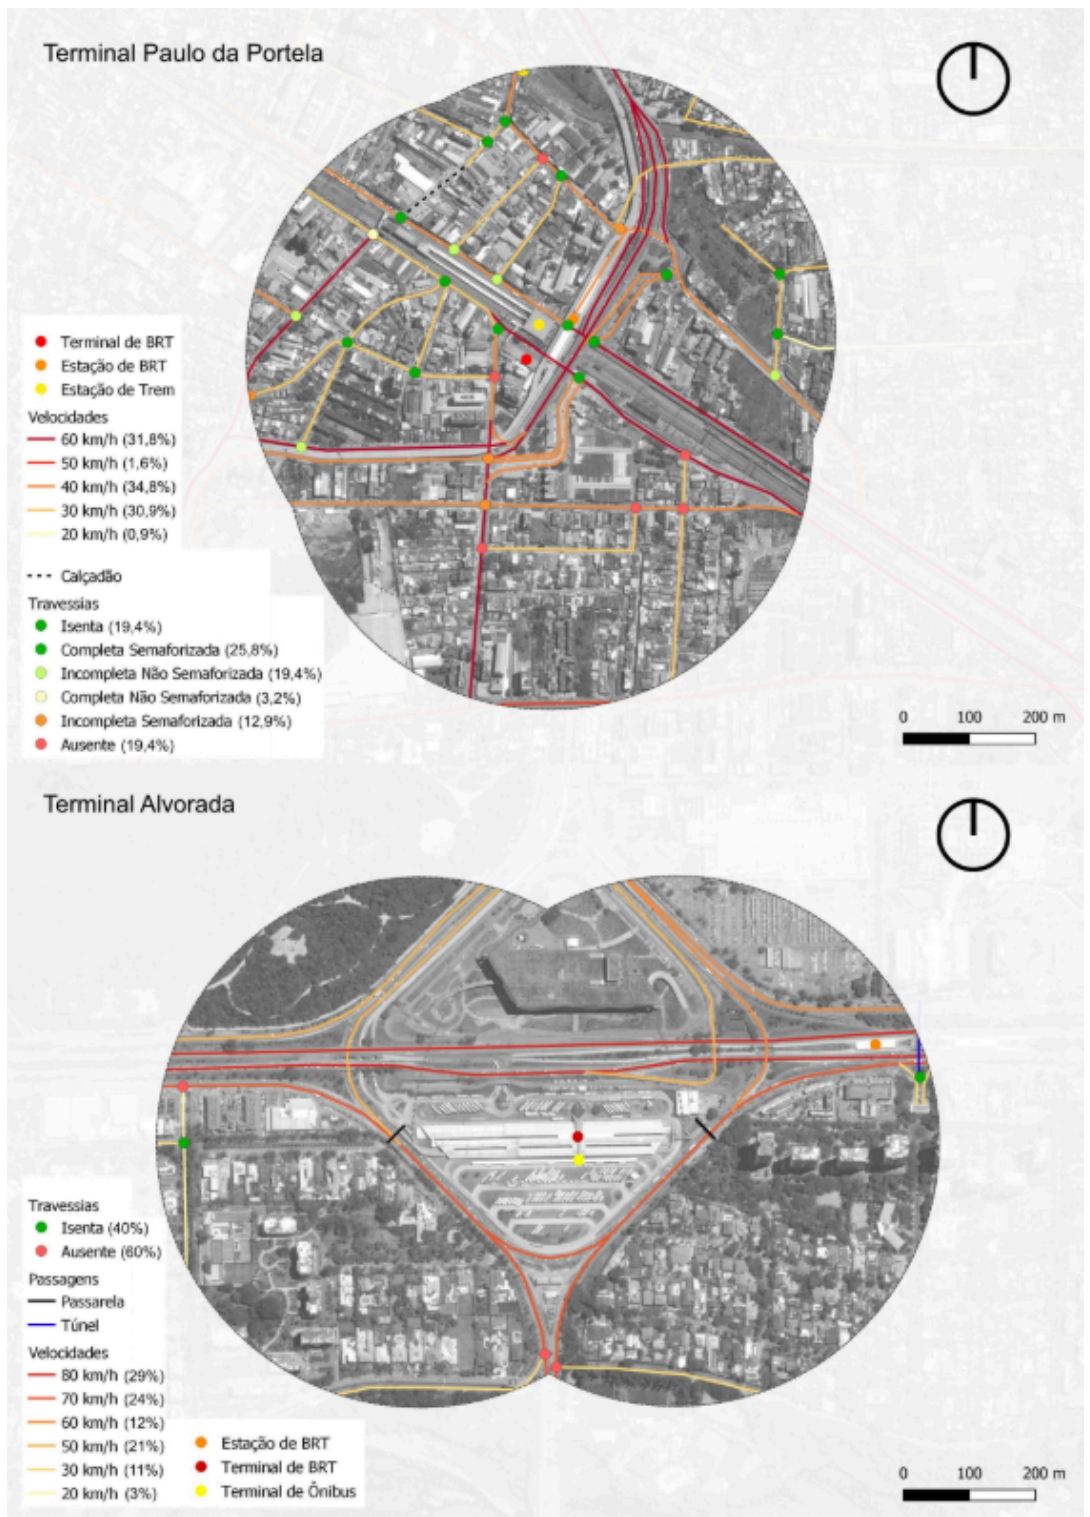 Terminal Paulo da Portela
Terminal de BRT
Estação de BRT
Estação de Trem
Velocidades
60 km/h (31,8%)
50 km/h (1,6%)
40 km/h (34,8%)
30 km/h (30,9%)
20 km/h (0,9%)
Calçadão
Travessias
Isenta (19,4%)
Completa Semaforizada (25,8%)
Incompleta Não Semaforizada (19,4%)
Completa Não Semaforizada (3,2%)
Incompleta Semaforizada (12,9%)
Ausente (19,4%)
0 100 200 m
Terminal Alvorada
Travessias
Isenta (40%)
Ausente (60%)
Passagens
Passarela
Túnel
Velocidades
80 km/h (29%)
70 km/h (24%)
60 km/h (12%)
50 km/h (21%)
30 km/h (11%)
20 km/h (3%)
Estação de BRT
Terminal de BRT
Terminal de Ônibus
0 100 200 m